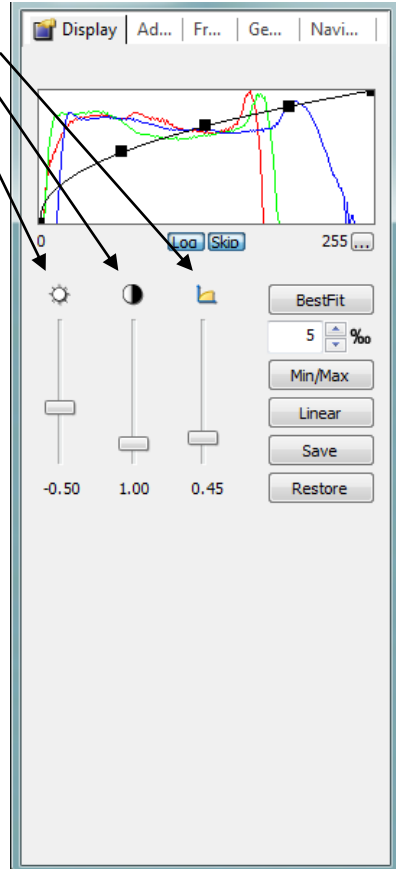 Display Ad... Fr... Ge... Navi...
0 Log Skip 255 ...
BestFit
5 ‰
Min/Max
Linear
Save
-0.50 1.00 0.45 Restore